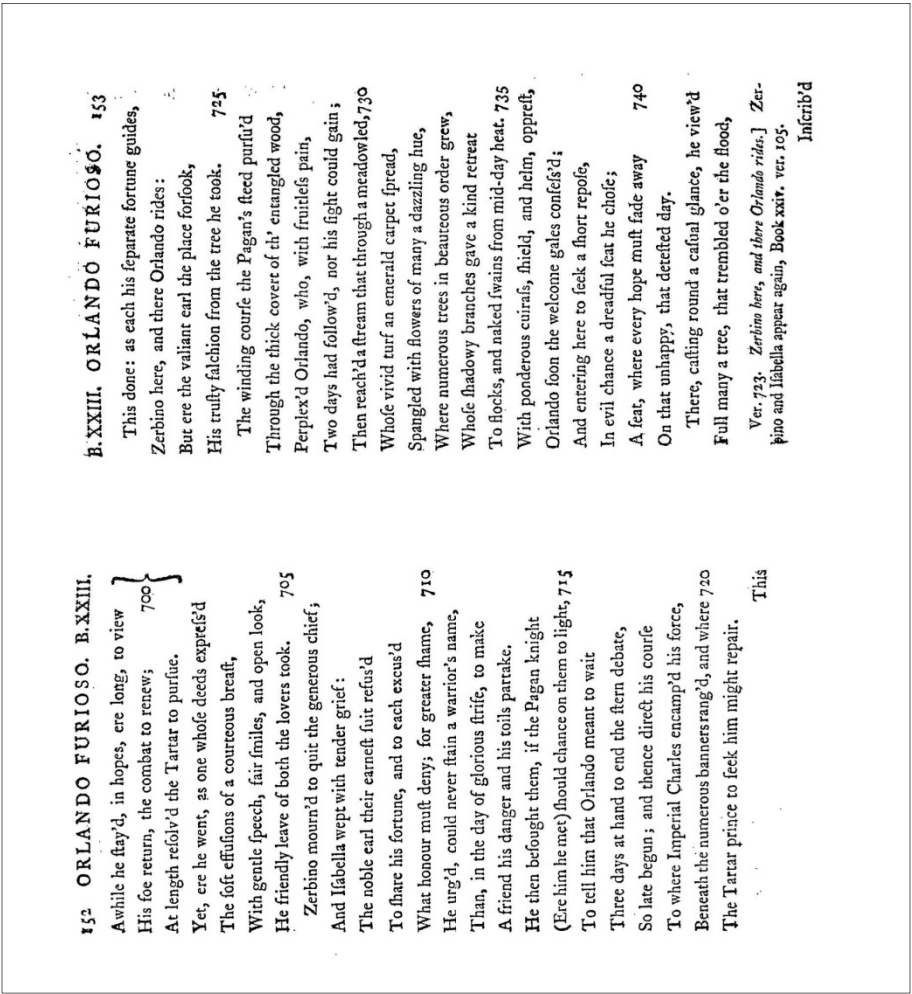 152 ORLANDO FURIOSO. B.XXIII.
Awhile he ſtay'd, in hopes, ere long, to view
His foe return, the combat to renew; 700
At length reſolv'd the Tartar to purſue.
Yet, ere he went, as one whoſe deeds expreſs'd
The ſoft effuſions of a courteous breaſt,
With gentle ſpeech, fair ſmiles, and open look,
He friendly leave of both the lovers took. 705
Zerbino mourn'd to quit the generous chief;
And Iſabella wept with tender grief:
The noble earl their earneſt ſuit refus'd
To ſhare his fortune, and to each excus'd
What honour muſt deny; for greater ſhame, 710
He urg'd, could never ſtain a warrior's name,
Than, in the day of glorious ſtrife, to make
A friend his danger and his toils partake.
He then beſought them, if the Pagan knight
(Ere him he met) ſhould chance on them to light, 715
To tell him that Orlando meant to wait
Three days at hand to end the ſtern debate,
So late begun; and thence direct his courſe
To where Imperial Charles encamp'd his force,
Beneath the numerous banners rang'd, and where 720
The Tartar prince to ſeek him might repair.
This
B.XXIII. ORLANDO FURIOSO. 153
This done: as each his ſeparate fortune guides,
Zerbino here, and there Orlando rides:
But ere the valiant earl the place forſook,
His truſty falchion from the tree he took. 725
The winding courſe the Pagan's ſteed purſu'd
Through the thick covert of th' entangled wood,
Perplex'd Orlando, who, with fruitleſs pain,
Two days had follow'd, nor his ſight could gain;
Then reach'd a ſtream that through a meadow led, 730
Whoſe vivid turf an emerald carpet ſpread,
Spangled with flowers of many a dazzling hue,
Where numerous trees in beauteous order grew,
Whoſe ſhadowy branches gave a kind retreat
To flocks, and naked ſwains from mid-day heat. 735
With ponderous cuiraſs, ſhield, and helm, oppreſt,
Orlando ſoon the welcome gales confeſs'd;
And entering here to ſeek a ſhort repoſe,
In evil chance a dreadful ſeat he choſe;
A ſeat, where every hope muſt fade away 740
On that unhappy, that deteſted day.
There, caſting round a caſual glance, he view'd
Full many a tree, that trembled o'er the flood,
Ver. 723. Zerbino here, and there Orlando rides.] Zer-
bino and Iſabella appear again, Book xxiv. ver. 105.
Inſcrib'd